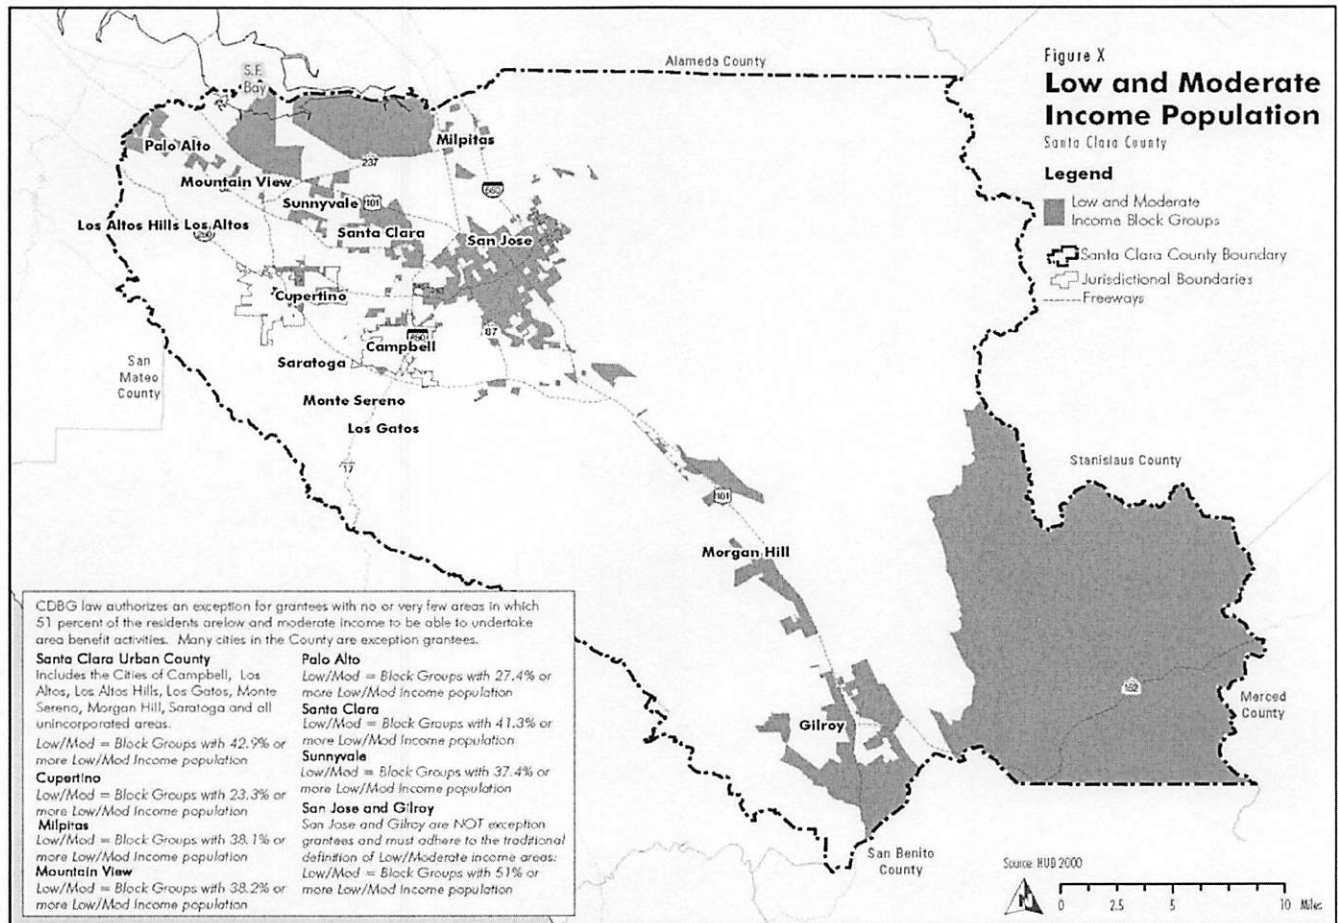 Figure X
Low and Moderate
Income Population
Santa Clara County
Legend
Low and Moderate
Income Block Groups
Santa Clara County Boundary
Jurisdictional Boundaries
Freeways
Alameda County
S.F.
Bay
Palo Alto
Milpitas
237
Mountain View
680
Sunnyvale
101
Los Altos Hills
Los Altos
280
Santa Clara
San Jose
Cupertino
87
Campbell
Saratoga
San
Mateo
County
Monte Sereno
Los Gatos
17
101
Stanislaus County
Morgan Hill
152
Merced
County
Gilroy
San Benito
County
CDBG law authorizes an exception for grantees with no or very few areas in which
51 percent of the residents arelow and moderate income to be able to undertake
area benefit activities. Many cities in the County are exception grantees.
Santa Clara Urban County
Includes the Cities of Campbell, Los
Altos, Los Altos Hills, Los Gatos, Monte
Sereno, Morgan Hill, Saratoga and all
unincorporated areas.
Low/Mod = Block Groups with 42.9% or
more Low/Mod Income population
Cupertino
Low/Mod = Block Groups with 23.3% or
more Low/Mod Income population
Milpitas
Low/Mod = Block Groups with 38.1% or
more Low/Mod Income population
Mountain View
Low/Mod = Block Groups with 38.2% or
more Low/Mod Income population
Palo Alto
Low/Mod = Block Groups with 27.4% or
more Low/Mod Income population
Santa Clara
Low/Mod = Block Groups with 41.3% or
more Low/Mod Income population
Sunnyvale
Low/Mod = Block Groups with 37.4% or
more Low/Mod Income population
San Jose and Gilroy
San Jose and Gilroy are NOT exception
grantees and must adhere to the traditional
definition of Low/Moderate income areas:
Low/Mod = Block Groups with 51% or
more Low/Mod Income population
Source: HUD 2000
N
0 2.5 5 10 Miles